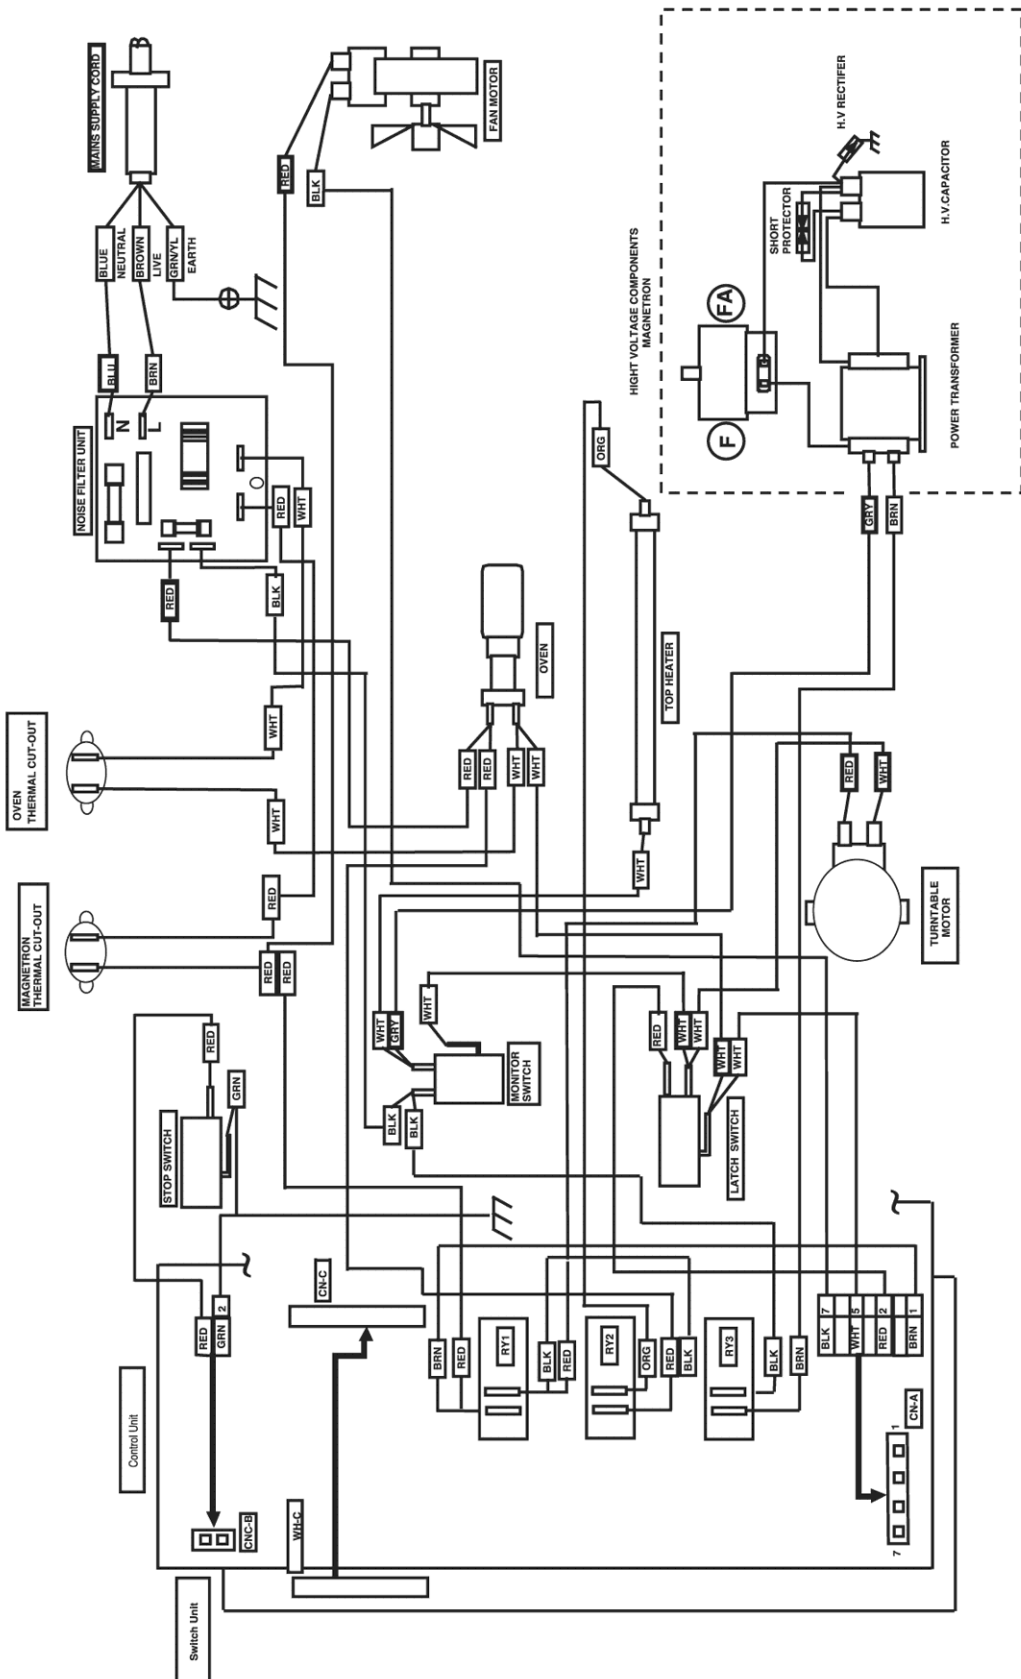 MAINS SUPPLY CORD
BLUE
NEUTRAL
BROWN
LIVE
GRN/YL
EARTH
BLU
BRN
N
L
NOISE FILTER UNIT
RED
WHT
RED
BLK
RED
BLK
FAN MOTOR
OVEN
THERMAL CUT-OUT
WHT
WHT
MAGNETRON
THERMAL CUT-OUT
RED
RED
RED
OVEN
RED
RED
WHT
WHT
ORG
TOP HEATER
WHT
HIGHT VOLTAGE COMPONENTS
MAGNETRON
FA
F
H.V RECTIFER
SHORT
PROTECTOR
H.V.CAPACITOR
POWER TRANSFORMER
GRY
BRN
RED
WHT
TURNTABLE
MOTOR
STOP SWITCH
RED
GRN
WHT
GRY
WHT
BLK
BLK
MONITOR
SWITCH
RED
WHT
WHT
WHT
WHT
LATCH SWITCH
Control Unit
RED
GRN
2
CNC-B
CN-C
WH-C
Switch Unit
BRN
RED
RY1
BLK
RED
RY2
ORG
RED
BLK
RY3
BLK
BRN
BLK
7
WHT
5
RED
2
BRN
1
CN-A
1
7